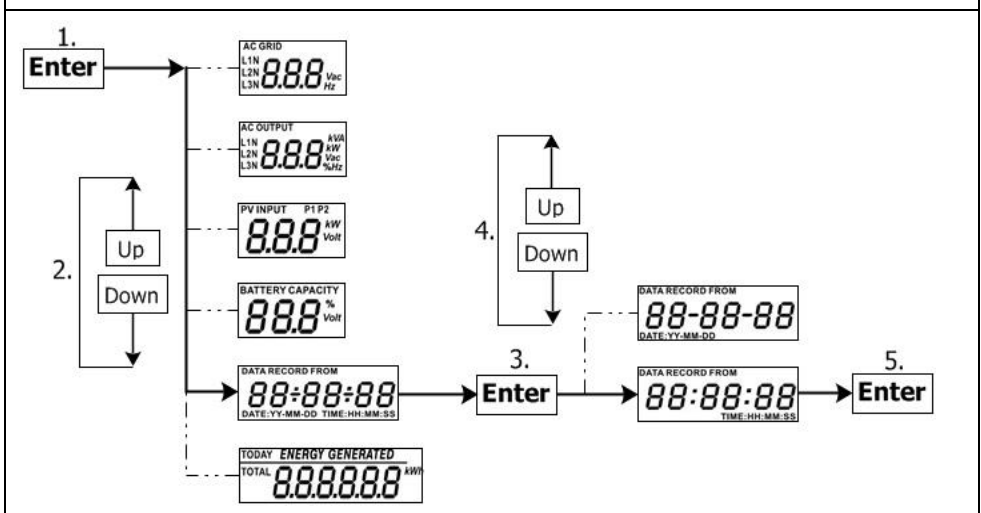 1.
Enter
AC GRID
L1N
L2N
L3N
8.8.8
Vac
Hz
AC OUTPUT
L1N
L2N
L3N
8.8.8
kVA
kW
Vac
%Hz
2.
Up
Down
PV INPUT P1 P2
8.8.8
kW
Volt
BATTERY CAPACITY
88.8
%
Volt
DATA RECORD FROM
88:88:88
DATE:YY-MM-DD TIME:HH:MM:SS
TODAY ENERGY GENERATED
TOTAL 8.8.8.8.8.8 kWh
3.
Enter
4.
Up
Down
DATA RECORD FROM
88-88-88
DATE:YY-MM-DD
DATA RECORD FROM
88:88:88
TIME:HH:MM:SS
5.
Enter